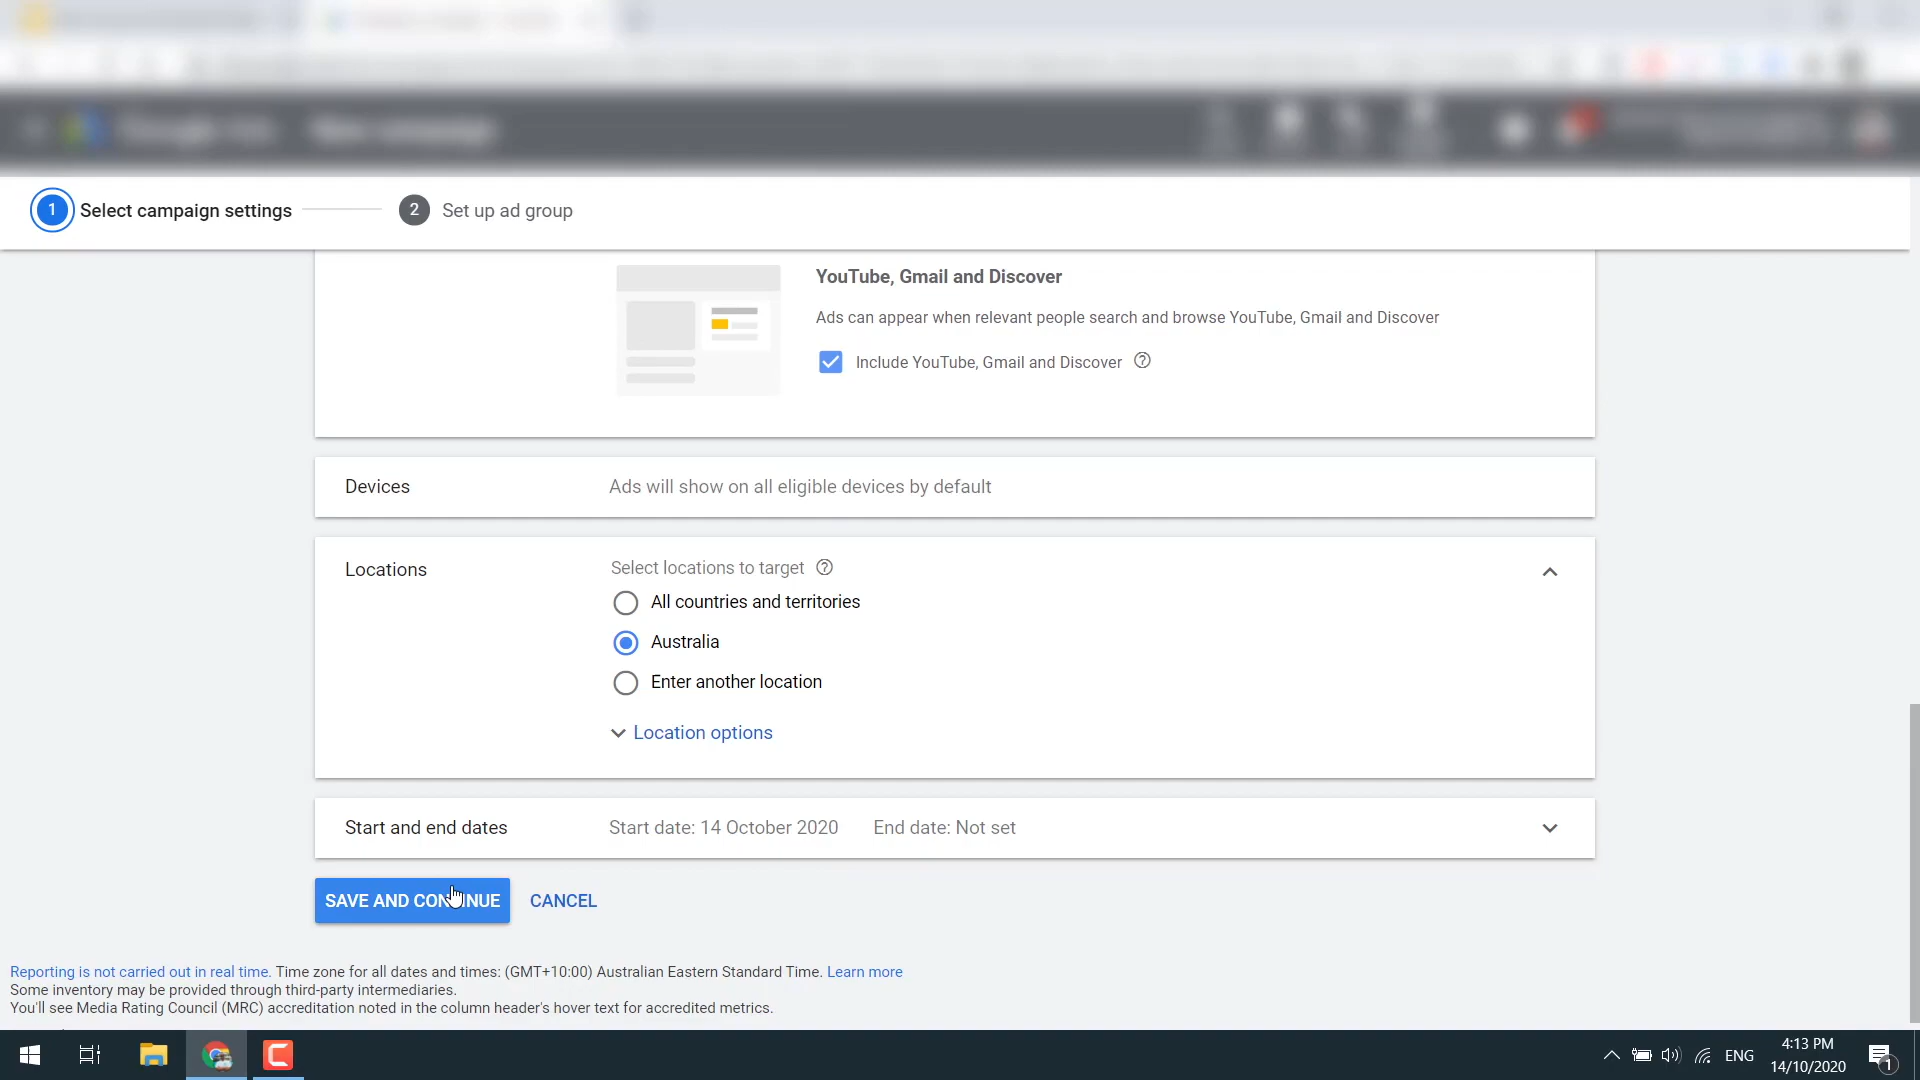 1 Select campaign settings 2 Set up ad group
YouTube, Gmail and Discover
Ads can appear when relevant people search and browse YouTube, Gmail and Discover
Include YouTube, Gmail and Discover
Devices Ads will show on all eligible devices by default
Locations Select locations to target
All countries and territories
Australia
Enter another location
Location options
Start and end dates Start date: 14 October 2020 End date: Not set
SAVE AND CONTINUE CANCEL
Reporting is not carried out in real time. Time zone for all dates and times: (GMT+10:00) Australian Eastern Standard Time. Learn more
Some inventory may be provided through third-party intermediaries.
You'll see Media Rating Council (MRC) accreditation noted in the column header's hover text for accredited metrics.
ENG 4:13 PM
14/10/2020 1